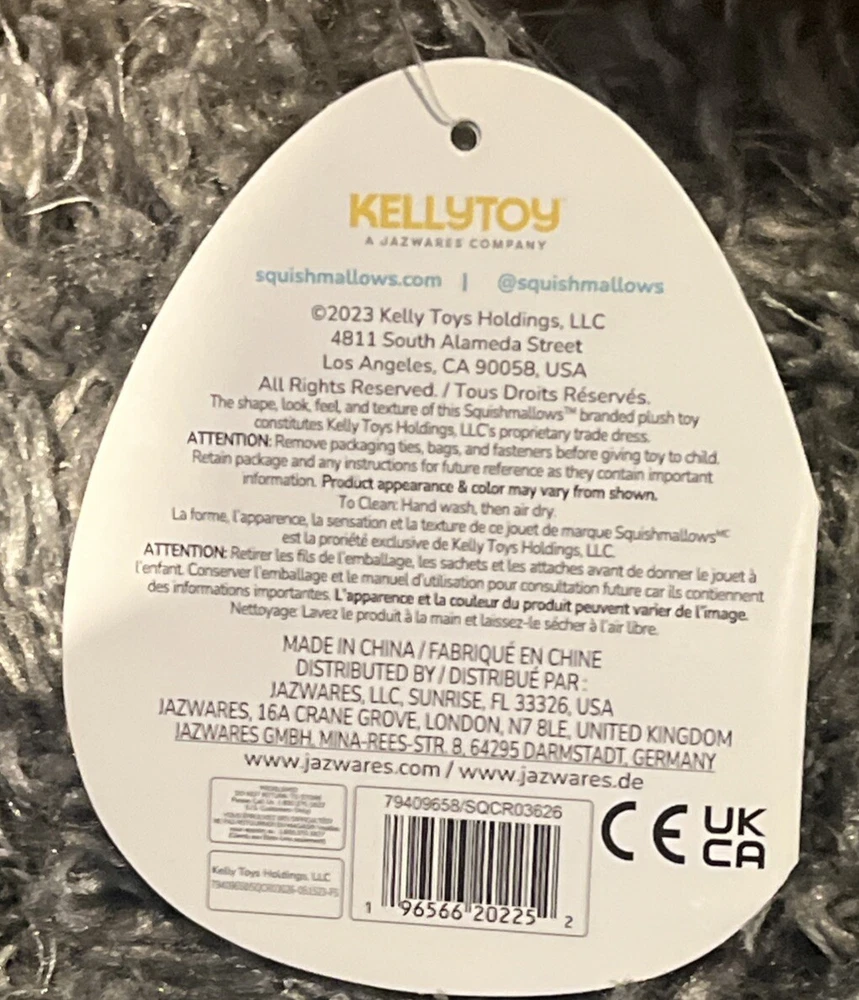 KELLYTOY
A JAZWARES COMPANY
squishmallows.com | @squishmallows
©2023 Kelly Toys Holdings, LLC
4811 South Alameda Street
Los Angeles, CA 90058, USA
All Rights Reserved. / Tous Droits Réservés.
The shape, look, feel, and texture of this Squishmallows™ branded plush toy
constitutes Kelly Toys Holdings, LLC's proprietary trade dress.
ATTENTION: Remove packaging ties, bags, and fasteners before giving toy to child.
Retain package and any instructions for future reference as they contain important
information. Product appearance & color may vary from shown.
To Clean: Hand wash, then air dry.
La forme, l'apparence, la sensation et la texture de ce jouet de marque Squishmallows MC
est la proriété exclusive de Kelly Toys Holdings, LLC.
ATTENTION: Retirer les fils de l'emballage, les sachets et les attaches avant de donner le jouet à
l'enfant. Conserver l'emballage et le manuel d'utilisation pour consultation future car ils contiennent
des informations importantes. L'apparence et la couleur du produit peuvent varier de l'image.
Nettoyage: Lavez le produit à la main et laissez-le sécher à l'air libre.
MADE IN CHINA / FABRIQUÉ EN CHINE
DISTRIBUTED BY / DISTRIBUÉ PAR :
JAZWARES, LLC, SUNRISE, FL 33326, USA
JAZWARES, 16A CRANE GROVE, LONDON, N7 8LE, UNITED KINGDOM
JAZWARES GMBH, MINA-REES-STR. 8, 64295 DARMSTADT, GERMANY
www.jazwares.com / www.jazwares.de
79409658/SQCR03626
1 96566 20225 2
CE UK
CA
Kelly Toys Holdings, LLC